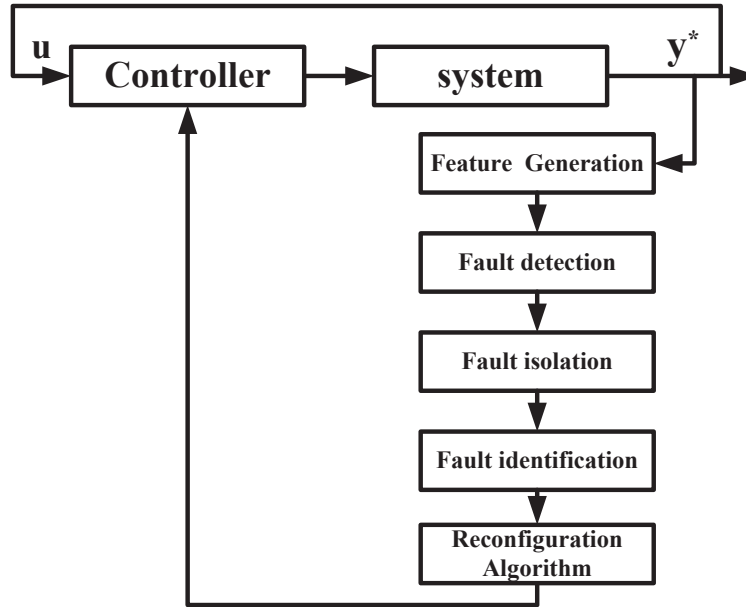 u
Controller
system
y*
Feature Generation
Fault detection
Fault isolation
Fault identification
Reconfiguration
Algorithm